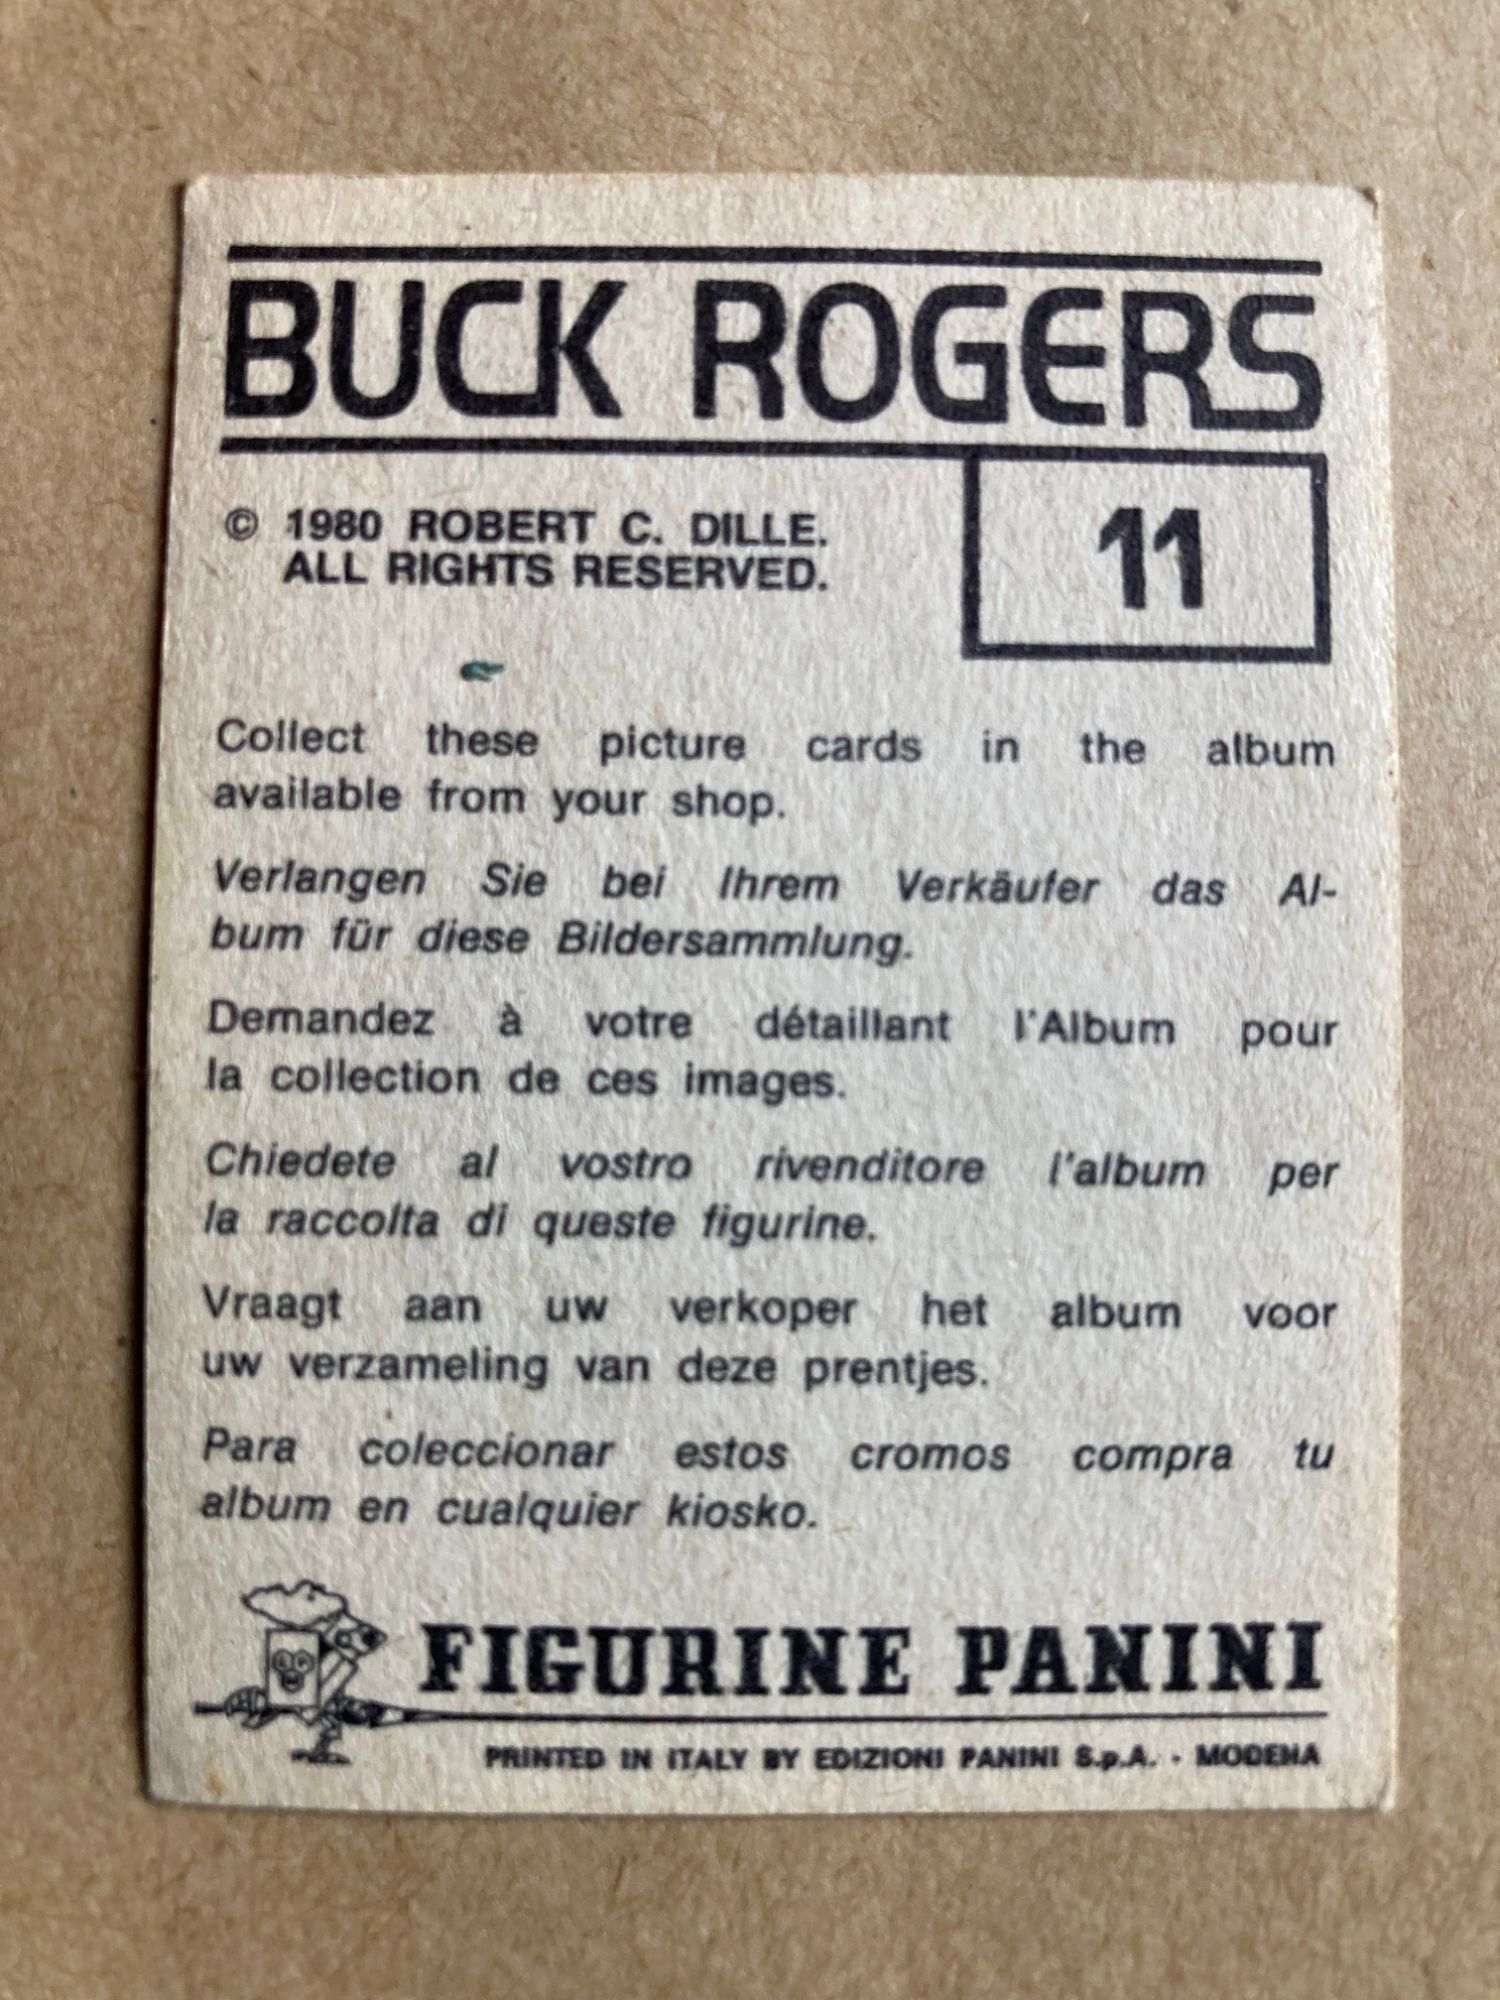 BUCK ROGERS
© 1980 ROBERT C. DILLE.
ALL RIGHTS RESERVED.
11
Collect these picture cards in the album
available from your shop.
Verlangen Sie bei Ihrem Verkäufer das Al-
bum für diese Bildersammlung.
Demandez à votre détaillant l'Album pour
la collection de ces images.
Chiedete al vostro rivenditore l'album per
la raccolta di queste figurine.
Vraagt aan uw verkoper het album voor
uw verzameling van deze prentjes.
Para coleccionar estos cromos compra tu
album en cualquier kiosko.
FIGURINE PANINI
PRINTED IN ITALY BY EDIZIONI PANINI S.p.A. - MODENA